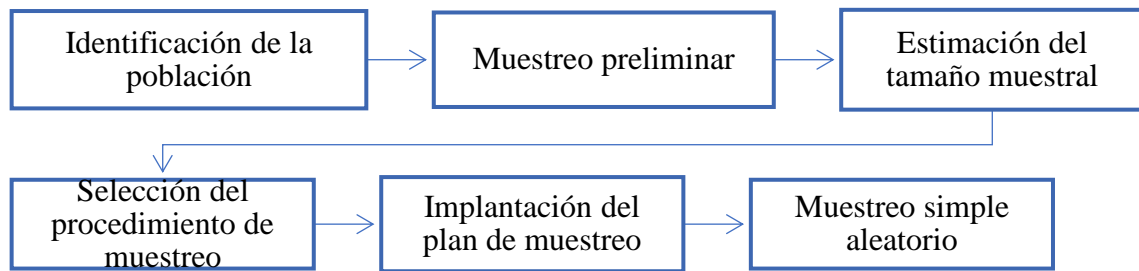 Identificación de la
población
Muestreo preliminar
Estimación del
tamaño muestral
Selección del
procedimiento de
muestreo
Implantación del
plan de muestreo
Muestreo simple
aleatorio